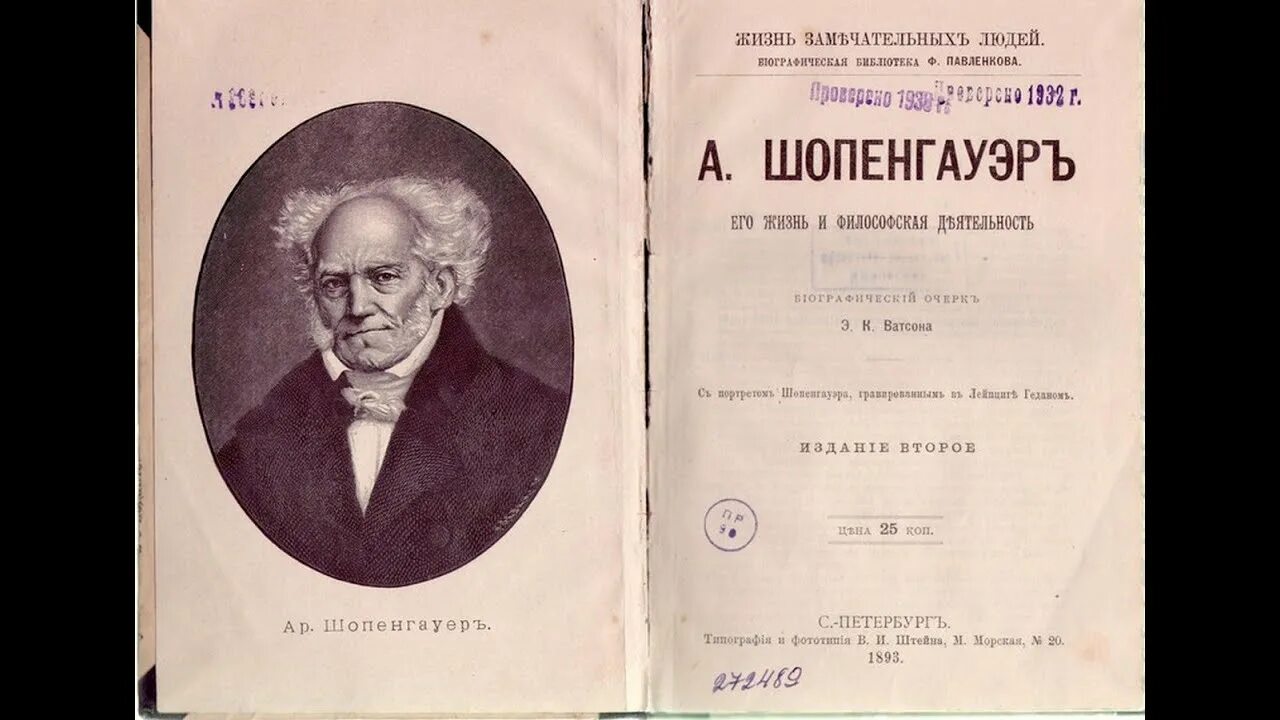 Ар. Шопенгауеръ.
ЖИЗНЬ ЗАМѢЧАТЕЛЬНЫХЪ ЛЮДЕЙ.
БІОГРАФИЧЕСКАЯ БИБЛІОТЕКА Ф. ПАВЛЕНКОВА.
Проверено 1938 г.
Проверено 1932 г.
А. ШОПЕНГАУЭРЪ
ЕГО ЖИЗНЬ И ФИЛОСОФСКАЯ ДѢЯТЕЛЬНОСТЬ
БІОГРАФИЧЕСКІЙ ОЧЕРКЪ
Э. К. Ватсона
Съ портретомъ Шопенгауэра, гравированнымъ въ Лейпцигѣ Геданомъ.
ИЗДАНІЕ ВТОРОЕ
ПР
ЦѢНА 25 КОП.
С.-ПЕТЕРБУРГЪ.
Типографія и фототипія В. И. Штейна, М. Морская, № 20.
1893.
272489